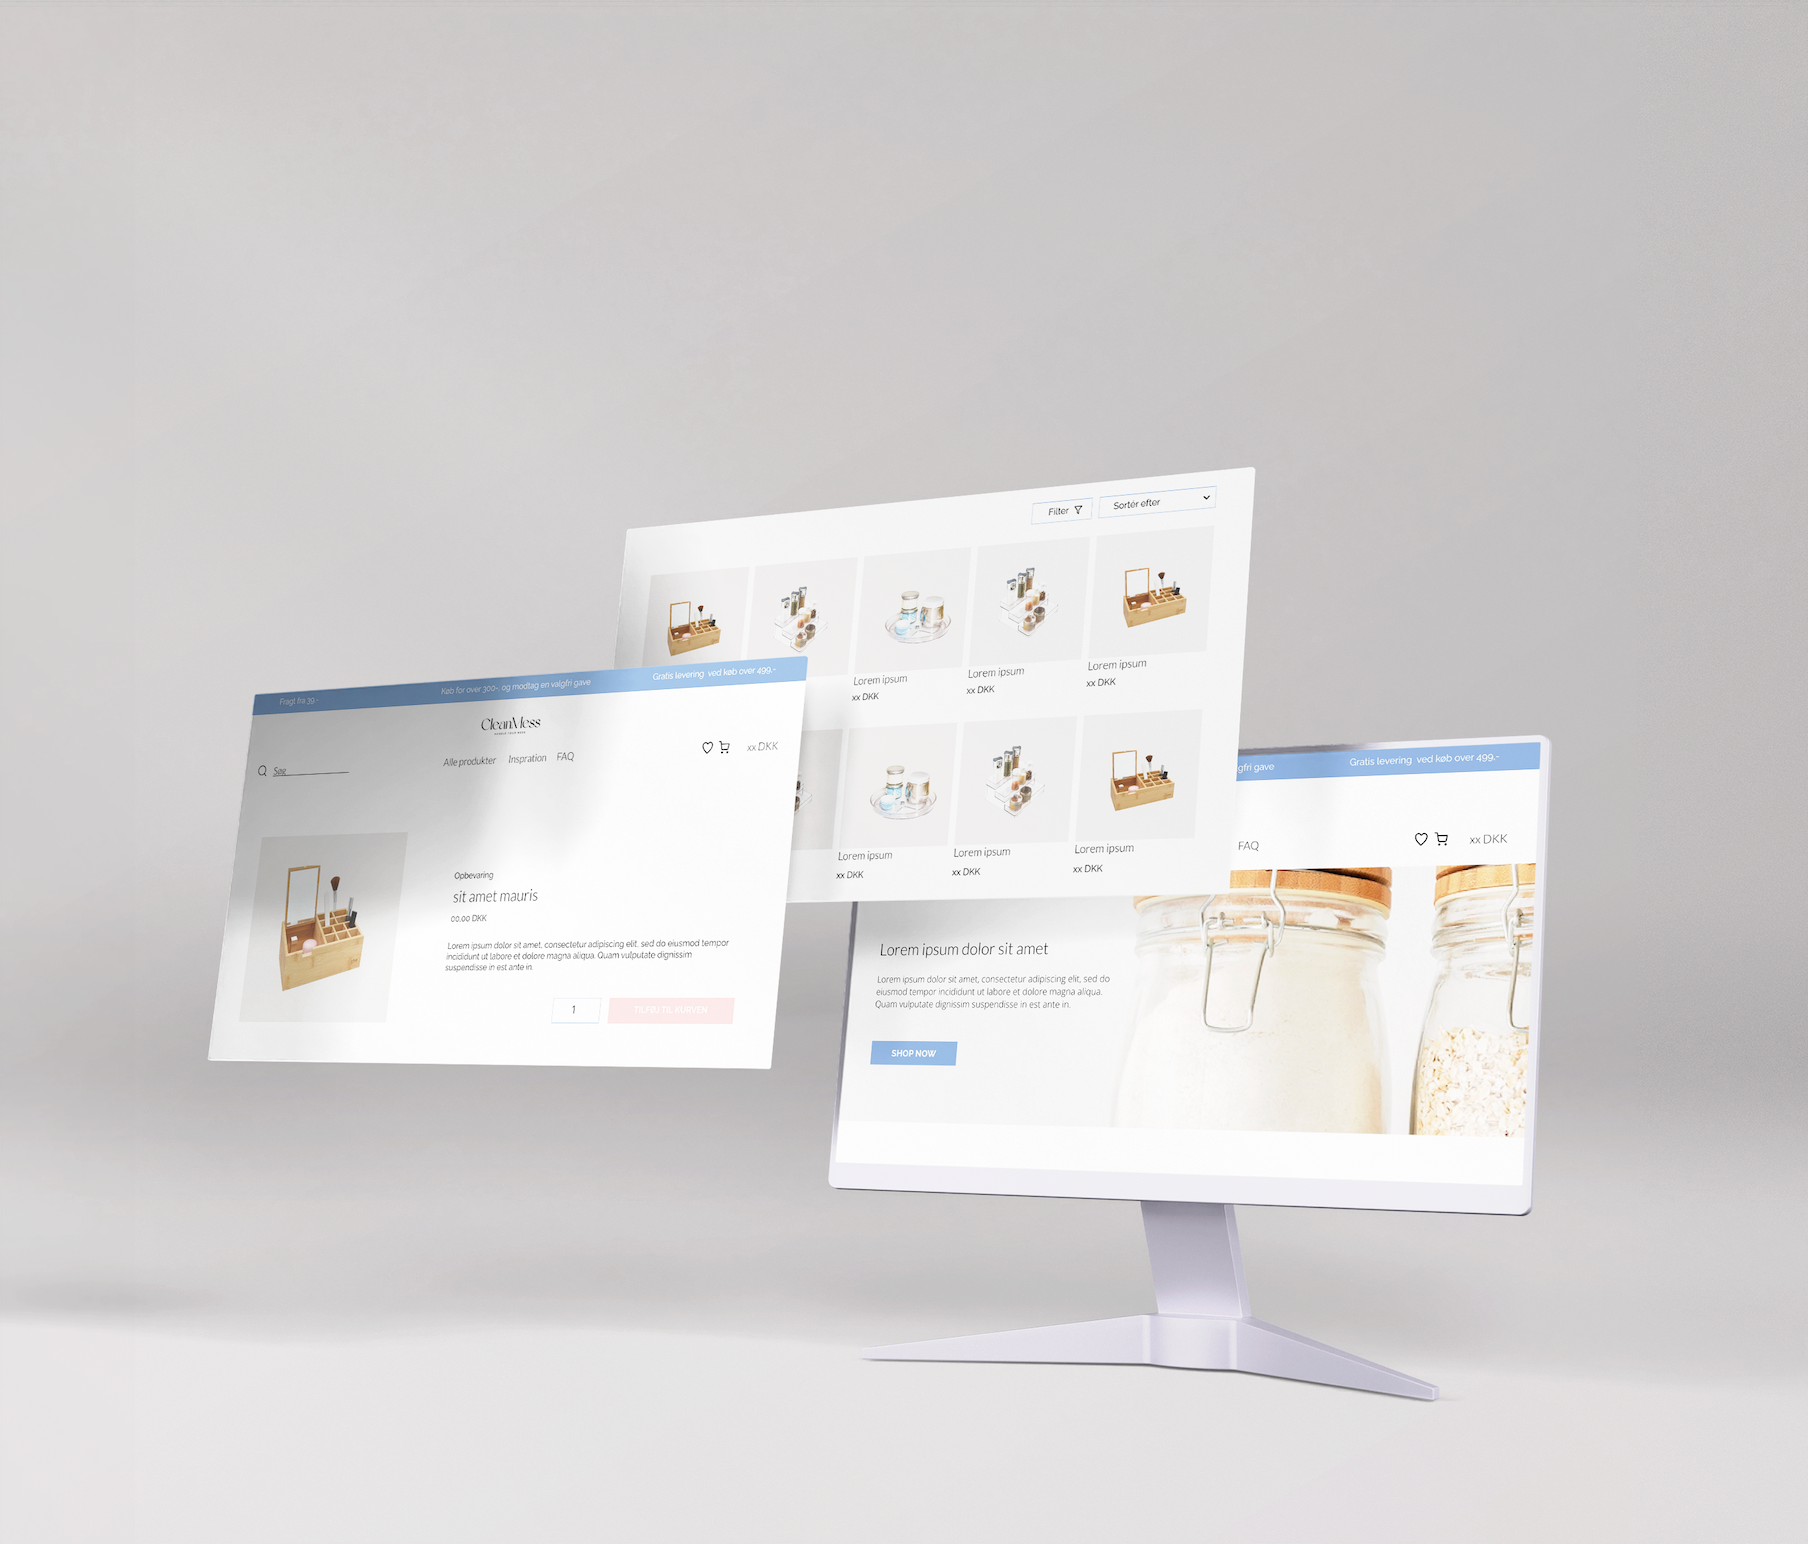 Filter
Sortér efter
Lorem ipsum
xx DKK
Lorem ipsum
xx DKK
Lorem ipsum
xx DKK
Lorem ipsum
xx DKK
Lorem ipsum
xx DKK
Lorem ipsum
xx DKK
Fragt fra 39.-
Køb for over 300-, og modtag en valgfri gave
Gratis levering ved køb over 499.-
CleanMess
Søg
Alle produkter
Inspration
FAQ
xx DKK
Opbevaring
sit amet mauris
00,00 DKK
Lorem ipsum dolor sit amet, consectetur adipiscing elit, sed do eiusmod tempor
incididunt ut labore et dolore magna aliqua. Quam vulputate dignissim
suspendisse in est ante in.
1
TILFØJ TIL KURVEN
gfri gave
Gratis levering ved køb over 499.-
FAQ
xx DKK
Lorem ipsum dolor sit amet
Lorem ipsum dolor sit amet, consectetur adipiscing elit, sed do
eiusmod tempor incididunt ut labore et dolore magna aliqua.
Quam vulputate dignissim suspendisse in est ante in.
SHOP NOW